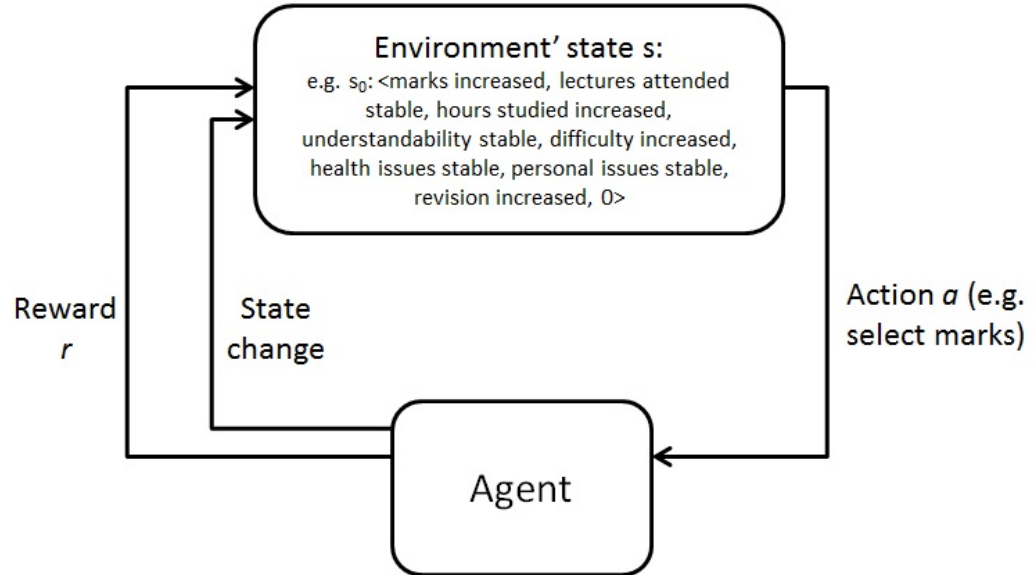 Environment’ state s:
e.g. s₀: <marks increased, lectures attended
stable, hours studied increased,
understandability stable, difficulty increased,
health issues stable, personal issues stable,
revision increased, 0>
Reward
r
State
change
Action a (e.g.
select marks)
Agent